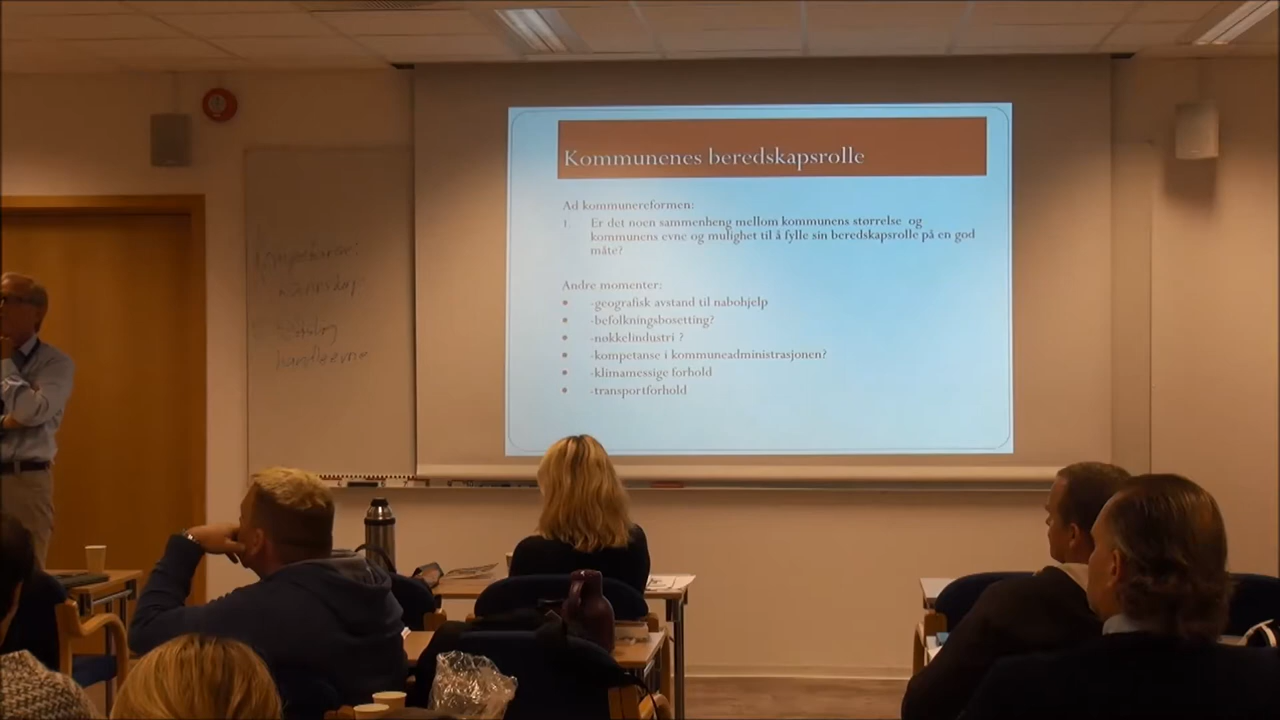 Kommunenes beredskapsrolle
Ad kommunereformen:
1. Er det noen sammenheng mellom kommunens størrelse og
kommunens evne og mulighet til å fylle sin beredskapsrolle på en god
måte?
Andre momenter:
• -geografisk avstand til nabohjelp
• -befolkningsbosetting?
• -nøkkelindustri ?
• -kompetanse i kommuneadministrasjonen?
• -klimamessige forhold
• -transportforhold
handleevne